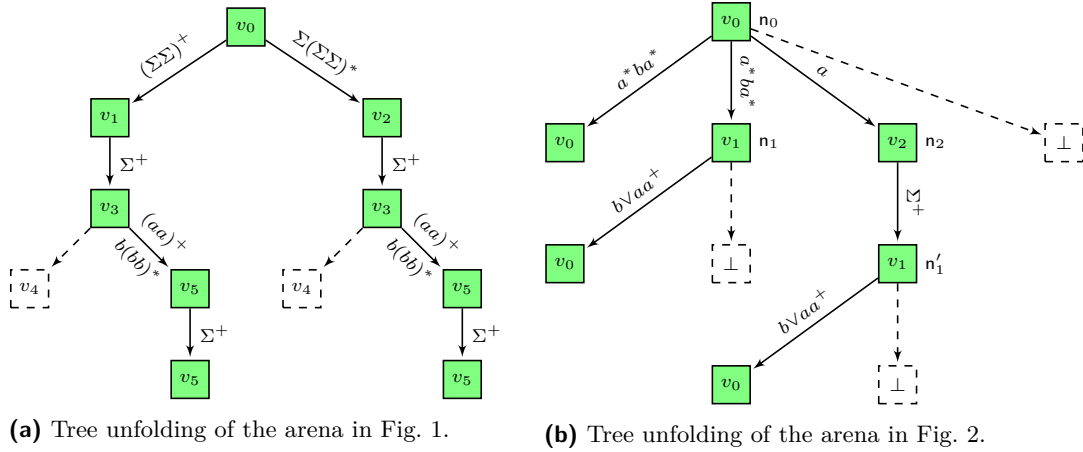 v₀
(ΣΣ)⁺
Σ(ΣΣ)*
v₁
v₂
Σ⁺
Σ⁺
v₃
v₃
(aa)⁺
b(bb)*
(aa)⁺
b(bb)*
v₄
v₅
v₄
v₅
Σ⁺
Σ⁺
v₅
v₅
(a) Tree unfolding of the arena in Fig. 1.
v₀ n₀
a*ba*
a*ba*
a
v₀
v₁ n₁
v₂ n₂
⊥
b∨aa⁺
Σ⁺
v₀
⊥
v₁ n′₁
b∨aa⁺
v₀
⊥
(b) Tree unfolding of the arena in Fig. 2.